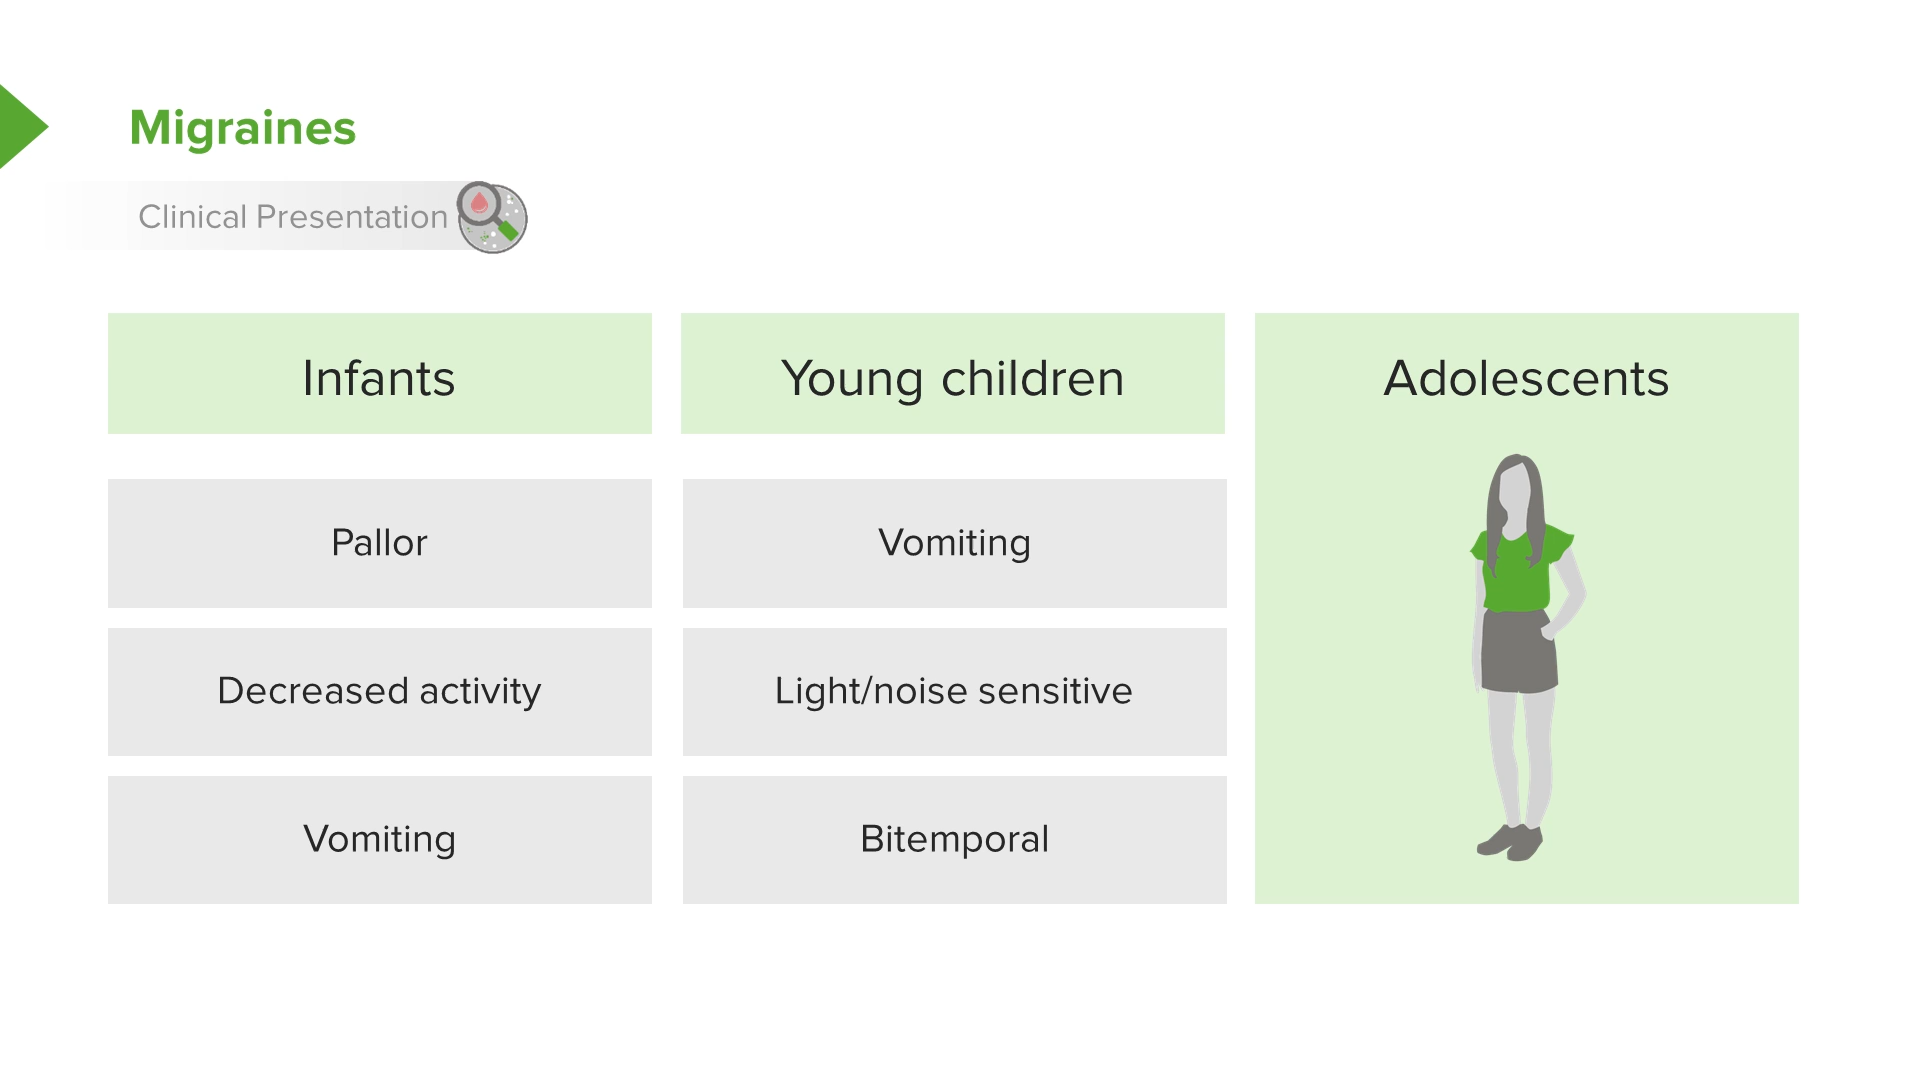 Migraines
Clinical Presentation
Infants
Young children
Adolescents
Pallor
Vomiting
Decreased activity
Light/noise sensitive
Vomiting
Bitemporal